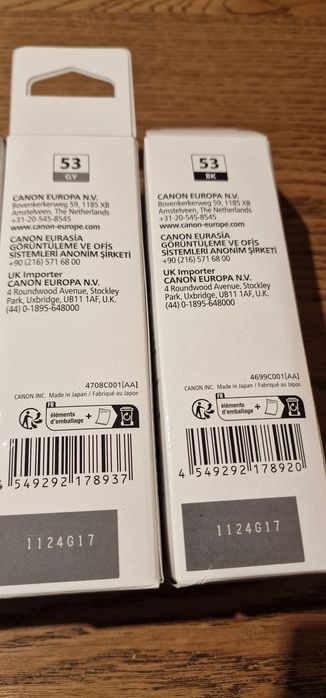 53
GY
CANON EUROPA N.V.
Bovenkerkerweg 59, 1185 XB
Amstelveen, The Netherlands
+31-20-545-8545
www.canon-europe.com
CANON EURASIA
GÖRÜNTÜLEME VE OFİS
SİSTEMLERİ ANONİM ŞİRKETİ
+90 (216) 571 68 00
UK Importer
CANON EUROPA N.V.
4 Roundwood Avenue, Stockley
Park, Uxbridge, UB11 1AF, U.K.
(44) 0-1895-648000
4708C001[AA]
CANON INC. Made in Japan / Fabriqué au Japon
FR
éléments
d'emballage
+
4 549292 178937
1124G17
53
BK
CANON EUROPA N.V.
Bovenkerkerweg 59, 1185 XB
Amstelveen, The Netherlands
+31-20-545-8545
www.canon-europe.com
CANON EURASIA
GÖRÜNTÜLEME VE OFİS
SİSTEMLERİ ANONİM ŞİRKETİ
+90 (216) 571 68 00
UK Importer
CANON EUROPA N.V.
4 Roundwood Avenue, Stockley
Park, Uxbridge, UB11 1AF, U.K.
(44) 0-1895-648000
4699C001[AA]
CANON INC. Made in Japan / Fabriqué au Japon
FR
éléments
d'emballage
+
4 549292 178920
1124G17